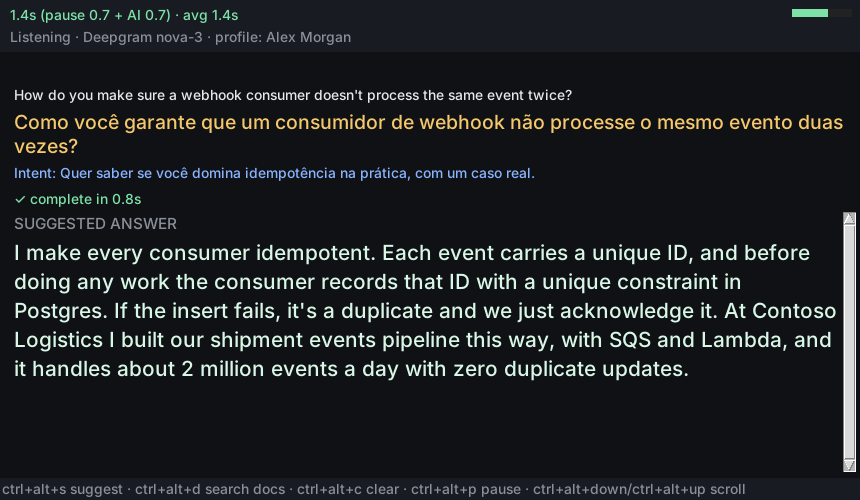 1.4s (pause 0.7 + AI 0.7) · avg 1.4s
Listening · Deepgram nova-3 · profile: Alex Morgan
How do you make sure a webhook consumer doesn't process the same event twice?
Como você garante que um consumidor de webhook não processe o mesmo evento duas
vezes?
Intent: Quer saber se você domina idempotência na prática, com um caso real.
✓ complete in 0.8s
SUGGESTED ANSWER
I make every consumer idempotent. Each event carries a unique ID, and before
doing any work the consumer records that ID with a unique constraint in
Postgres. If the insert fails, it's a duplicate and we just acknowledge it. At Contoso
Logistics I built our shipment events pipeline this way, with SQS and Lambda, and
it handles about 2 million events a day with zero duplicate updates.
ctrl+alt+s suggest · ctrl+alt+d search docs · ctrl+alt+c clear · ctrl+alt+p pause · ctrl+alt+down/ctrl+alt+up scroll